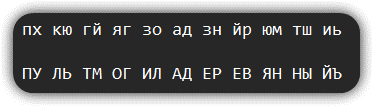 пх кю гй яг зо ад зн йр юм тш иь
ПУ ЛЬ ТМ ОГ ИЛ АД ЕР ЕВ ЯН НЫ ЙЪ